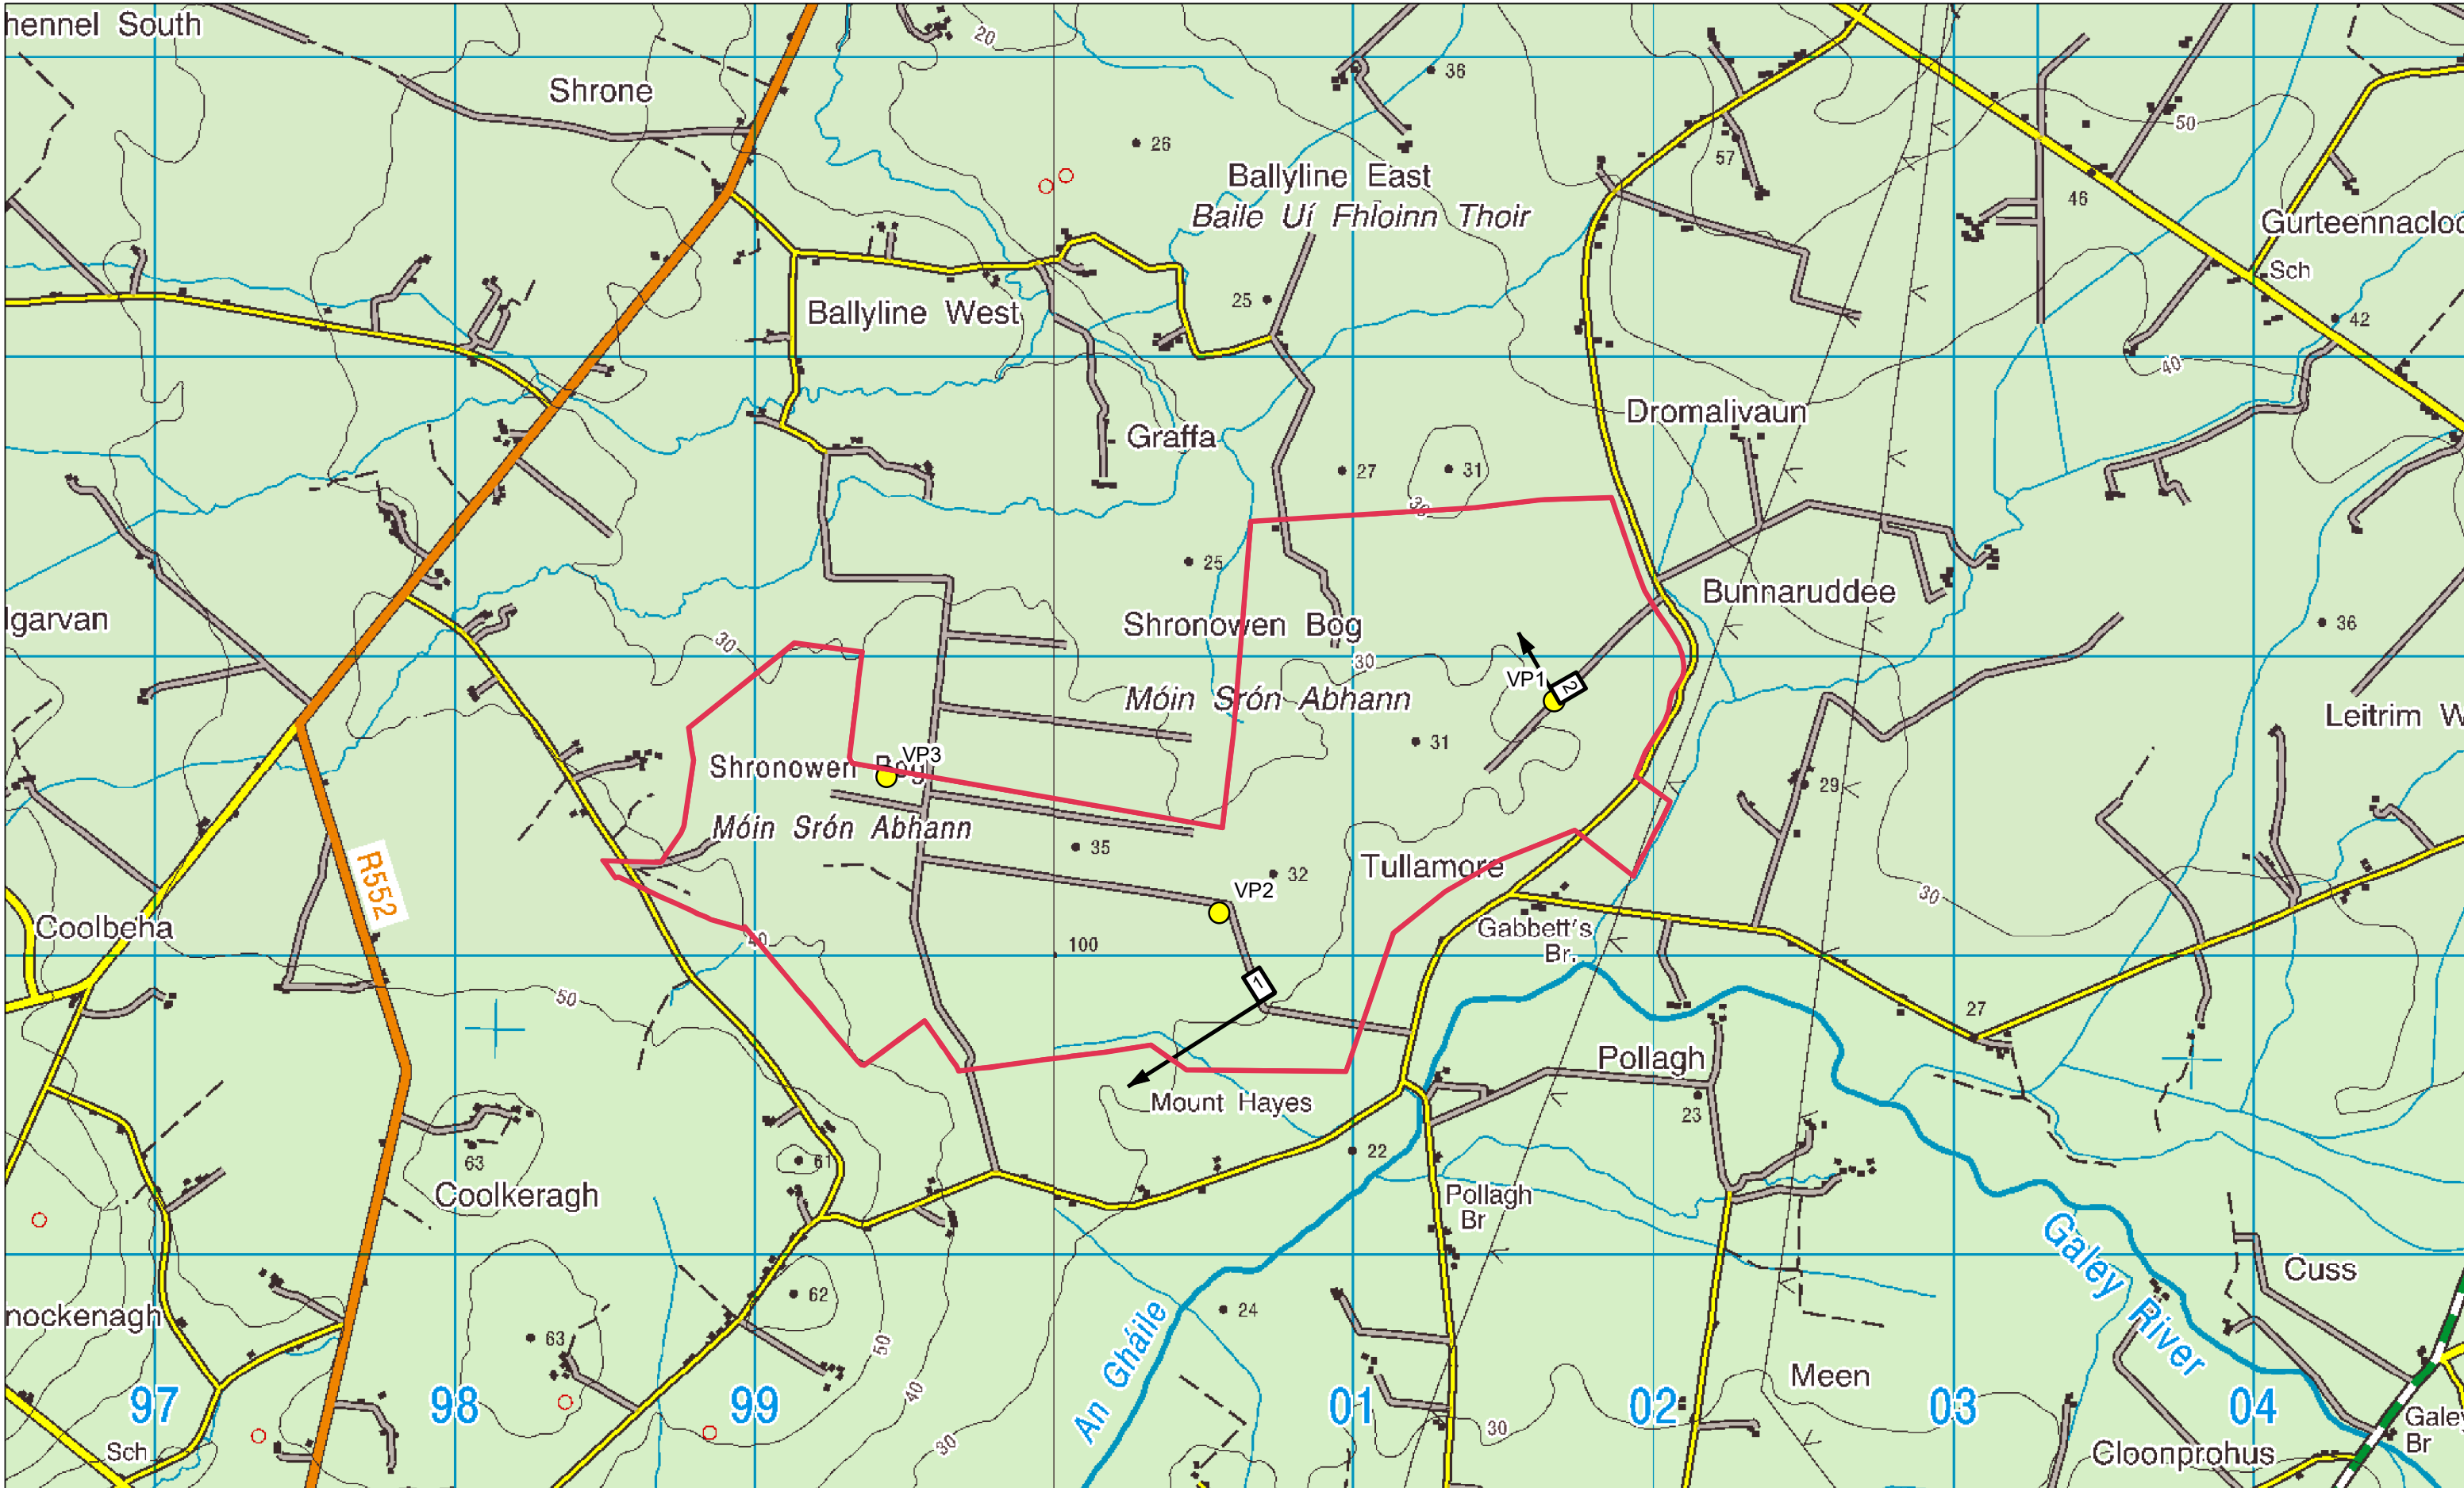 hennel South
20
Shrone
36
26
50
57
Ballyline East
Baile Uí Fhloinn Thoir
46
Gurteennacloc
Sch
25
Ballyline West
42
40
Dromalivaun
Graffa
27
31
30
25
Bunnaruddee
lgarvan
Shronowen Bog
36
30
30
VP1
2
Móin Srón Abhann
Leitrim W
31
VP3
Shronowen Bog
29
Móin Srón Abhann
35
Tullamore
32
R552
VP2
30
Coolbeha
Gabbett's
Br.
40
100
1
50
27
Pollagh
Mount Hayes
23
22
61
63
Coolkeragh
Pollagh
Br
Galey River
Cuss
62
24
nockenagh
63
50
An Gháile
Meen
40
97
98
99
01
02
03
04
30
30
Galey
Br
Sch
Cloonprohus